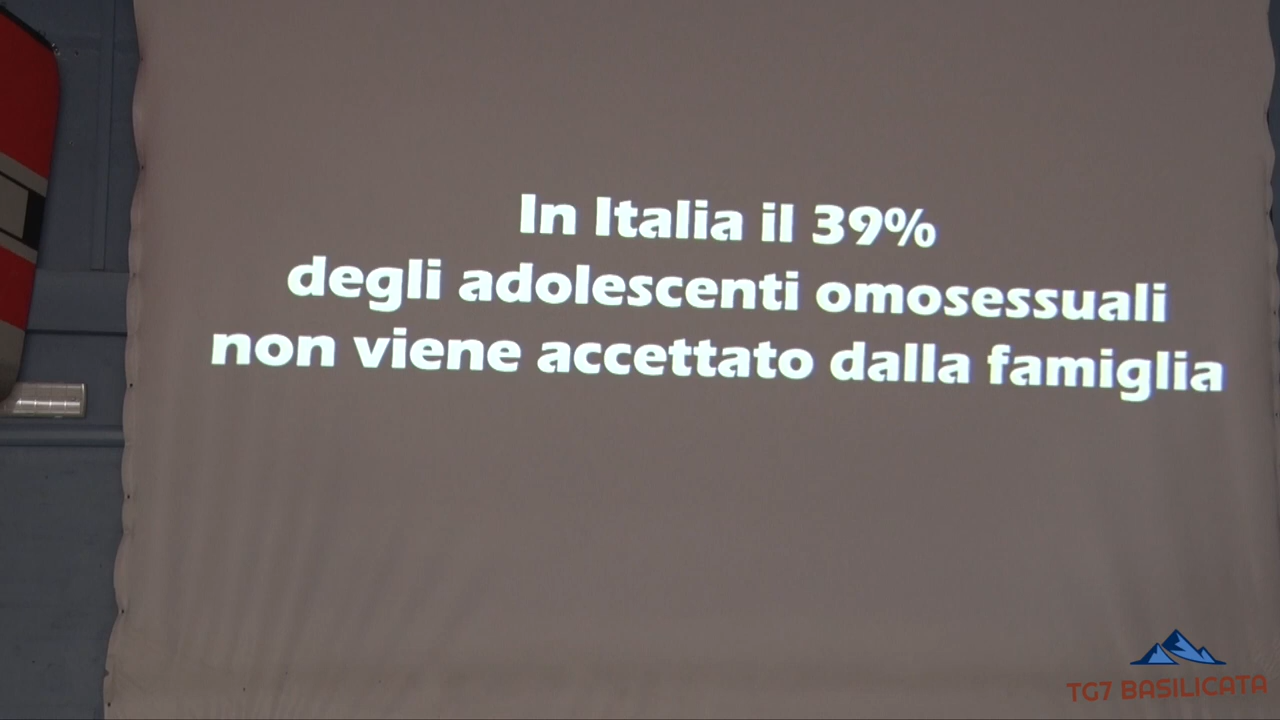 In Italia il 39%
degli adolescenti omosessuali
non viene accettato dalla famiglia
TG7 BASILICATA